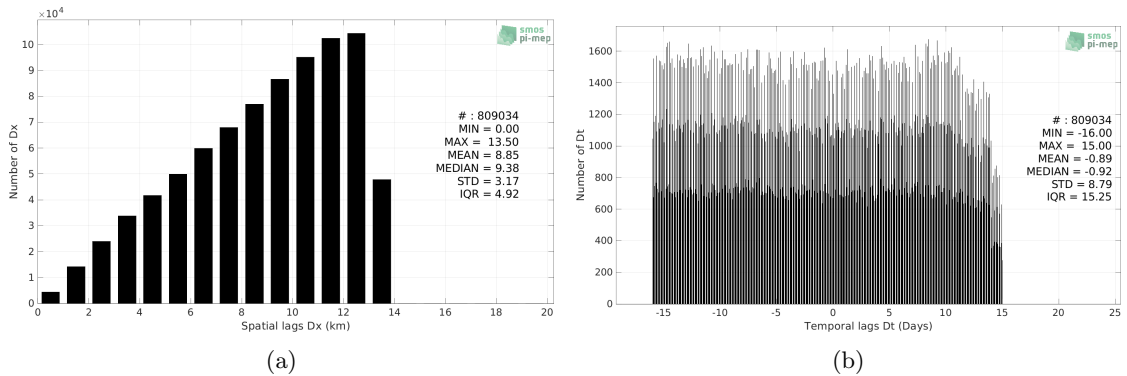 ×10⁴
10
9
8
7
6
5
4
3
2
1
0
Number of Dx
0 2 4 6 8 10 12 14 16 18 20
Spatial lags Dx (km)
smos
pi-mep
# : 809034
MIN = 0.00
MAX = 13.50
MEAN = 8.85
MEDIAN = 9.38
STD = 3.17
IQR = 4.92
(a)
1600
1400
1200
1000
800
600
400
200
0
Number of Dt
-15 -10 -5 0 5 10 15 20 25
Temporal lags Dt (Days)
smos
pi-mep
# : 809034
MIN = -16.00
MAX = 15.00
MEAN = -0.89
MEDIAN = -0.92
STD = 8.79
IQR = 15.25
(b)